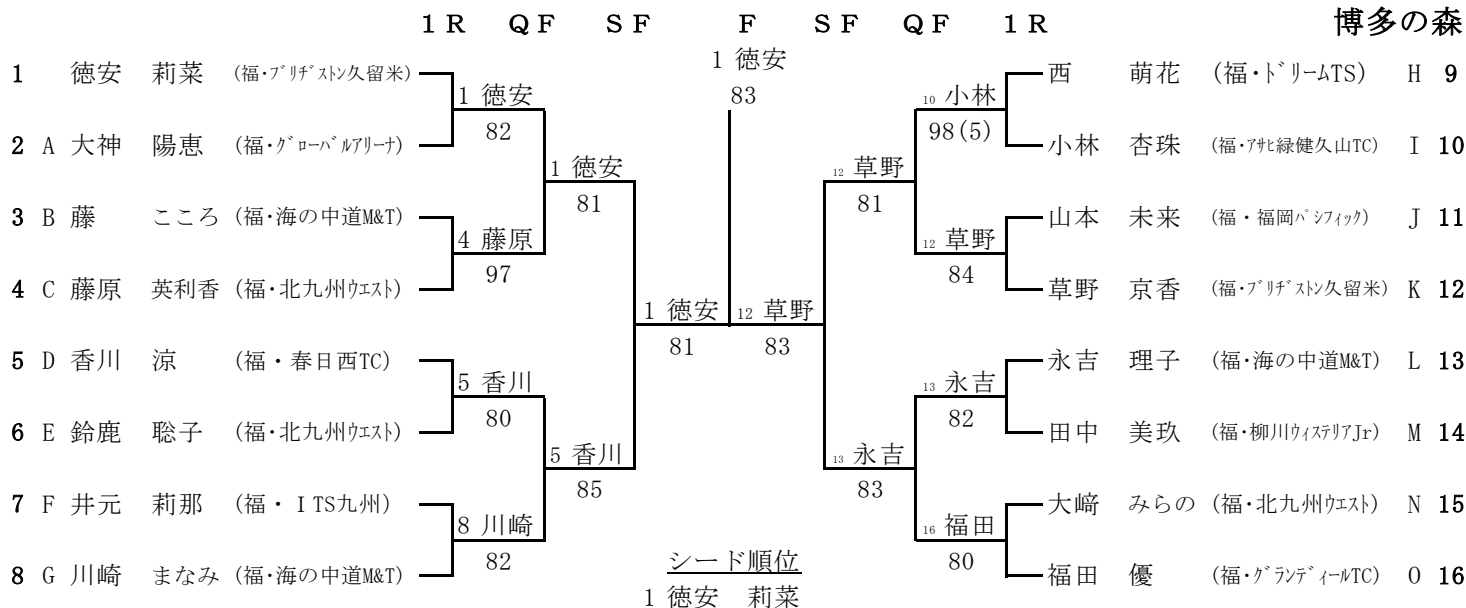 1R QF SF F SF QF 1R 博多の森
1 徳安 莉菜 (福・ブリヂストン久留米)
2 A 大神 陽恵 (福・グローバルアリーナ)
3 B 藤 こころ (福・海の中道M&T)
4 C 藤原 英利香 (福・北九州ウエスト)
5 D 香川 涼 (福・春日西TC)
6 E 鈴鹿 聡子 (福・北九州ウエスト)
7 F 井元 莉那 (福・ITS九州)
8 G 川崎 まなみ (福・海の中道M&T)
1 徳安
82
4 藤原
97
5 香川
80
8 川崎
82
1 徳安
81
5 香川
85
1 徳安
81
1 徳安
83
12 草野
83
12 草野
81
13 永吉
83
10 小林
98(5)
12 草野
84
13 永吉
82
16 福田
80
西 萌花 (福・ドリームTS) H 9
小林 杏珠 (福・アサヒ緑健久山TC) I 10
山本 未来 (福・福岡パシフィック) J 11
草野 京香 (福・ブリヂストン久留米) K 12
永吉 理子 (福・海の中道M&T) L 13
田中 美玖 (福・柳川ウィステリアJr) M 14
大﨑 みらの (福・北九州ウエスト) N 15
福田 優 (福・グランディールTC) O 16
シード順位
1 徳安 莉菜